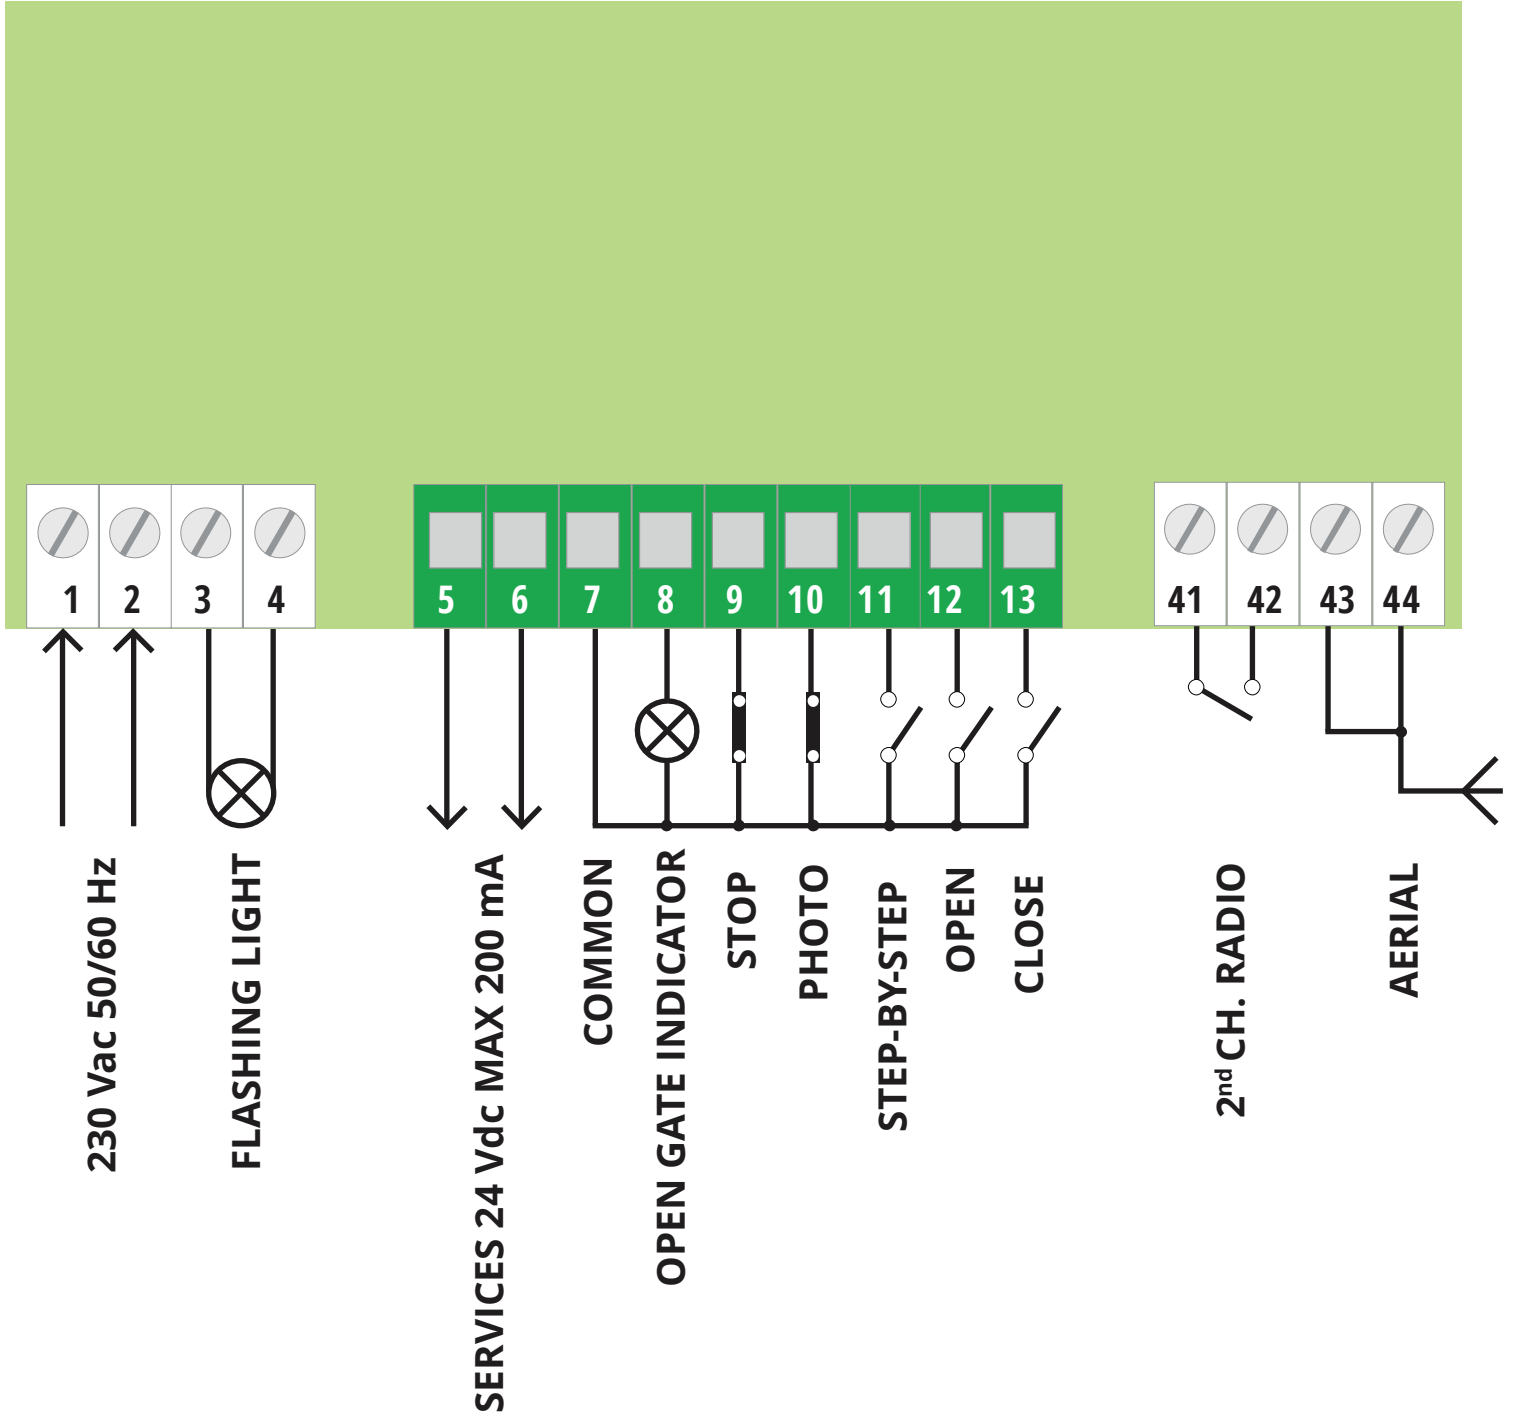 1 2 3 4 5 6 7 8 9 10 11 12 13 41 42 43 44
230 Vac 50/60 Hz
FLASHING LIGHT
SERVICES 24 Vdc MAX 200 mA
COMMON
OPEN GATE INDICATOR
STOP
PHOTO
STEP-BY-STEP
OPEN
CLOSE
2nd CH. RADIO
AERIAL